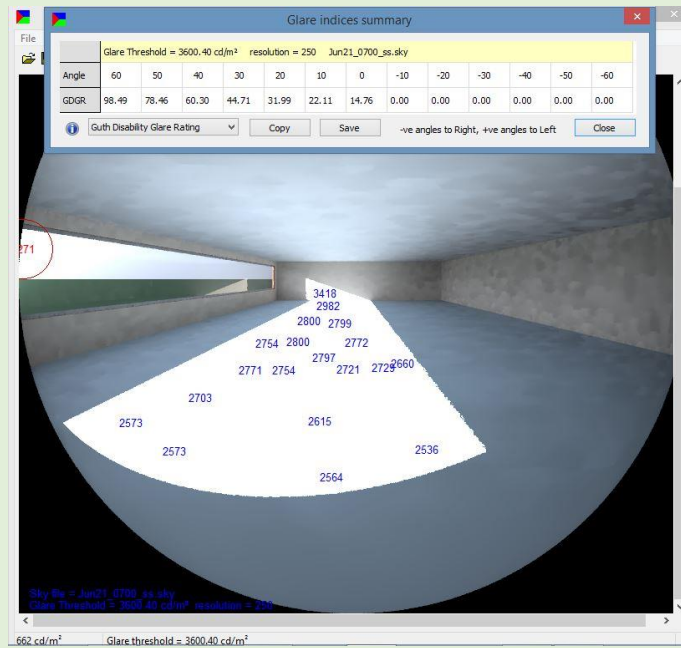 Glare indices summary
File
Glare Threshold = 3600.40 cd/m² resolution = 250 Jun21_0700_ss.sky
Angle 60 50 40 30 20 10 0 -10 -20 -30 -40 -50 -60
GDGR 98.49 78.46 60.30 44.71 31.99 22.11 14.76 0.00 0.00 0.00 0.00 0.00 0.00
Guth Disability Glare Rating Copy Save -ve angles to Right, +ve angles to Left Close
271
3418
2982
2800 2799
2754 2800 2772
2797
2771 2754 2721 2729 2660
2703
2573 2615
2573 2536
2564
Sky file = Jun21_0700_ss.sky
Glare Threshold = 3600.40 cd/m² resolution = 250
662 cd/m² Glare threshold = 3600.40 cd/m²